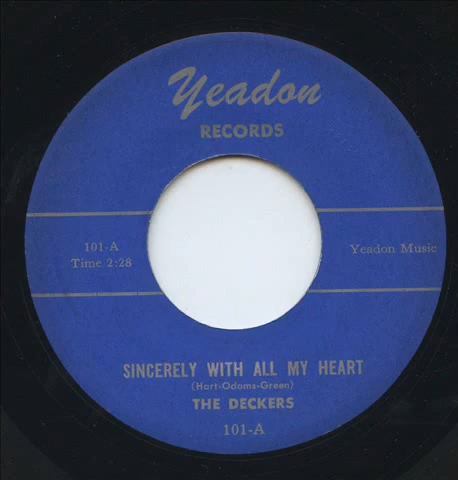 Yeadon
RECORDS
101-A
Time 2:28
Yeadon Music
SINCERELY WITH ALL MY HEART
(Hart-Odoms-Green)
THE DECKERS
101-A